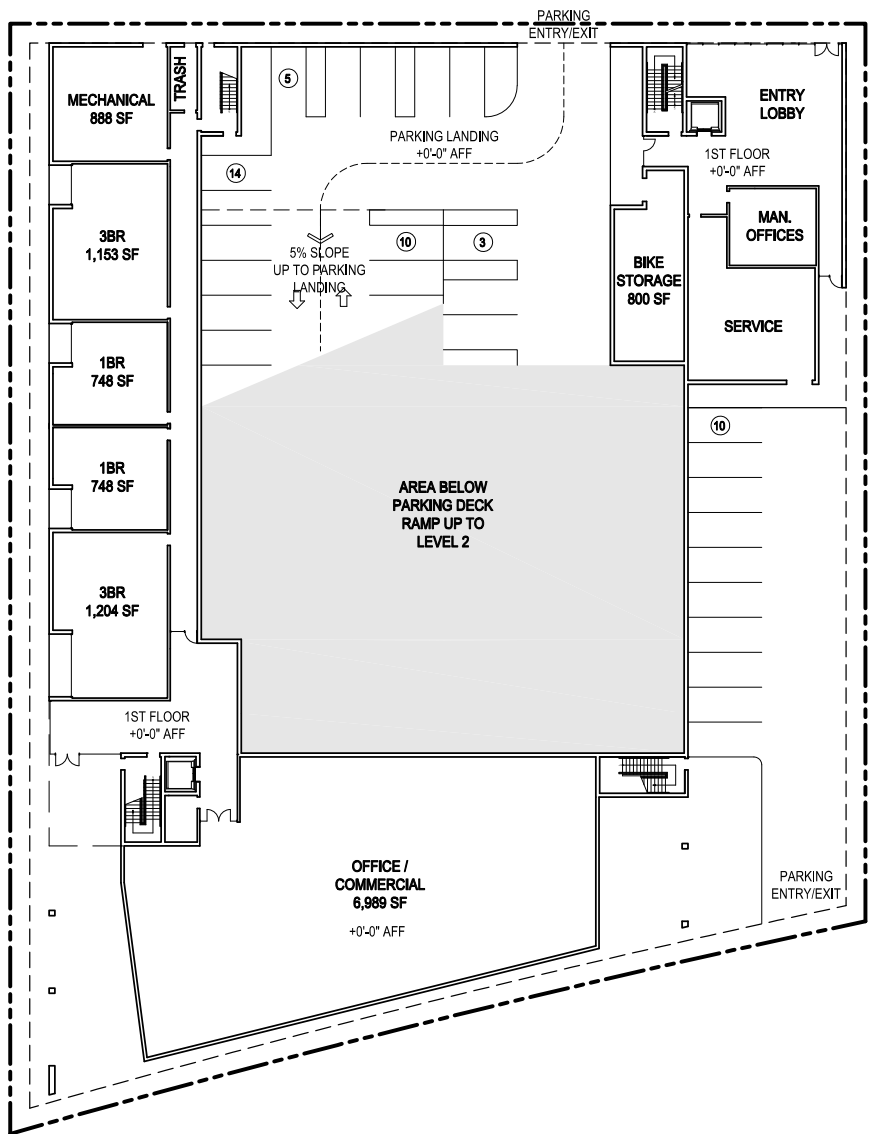 PARKING
ENTRY/EXIT
MECHANICAL
888 SF
TRASH
5
ENTRY
LOBBY
PARKING LANDING
+0'-0" AFF
1ST FLOOR
+0'-0" AFF
14
3BR
1,153 SF
10
3
5% SLOPE
UP TO PARKING
LANDING
MAN.
OFFICES
BIKE
STORAGE
800 SF
SERVICE
1BR
748 SF
10
1BR
748 SF
AREA BELOW
PARKING DECK
RAMP UP TO
LEVEL 2
3BR
1,204 SF
1ST FLOOR
+0'-0" AFF
OFFICE /
COMMERCIAL
6,989 SF
+0'-0" AFF
PARKING
ENTRY/EXIT